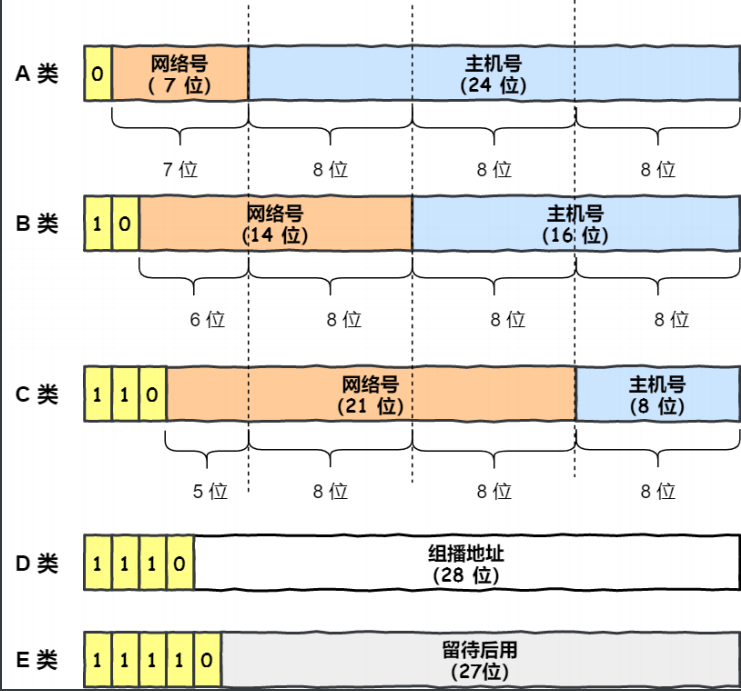 A 类
0
网络号
( 7 位)
主机号
(24 位)
7 位
8 位
8 位
8 位
B 类
1 0
网络号
(14 位)
主机号
(16 位)
6 位
8 位
8 位
8 位
C 类
1 1 0
网络号
(21 位)
主机号
(8 位)
5 位
8 位
8 位
8 位
D 类
1 1 1 0
组播地址
(28 位)
E 类
1 1 1 1 0
留待后用
(27位)